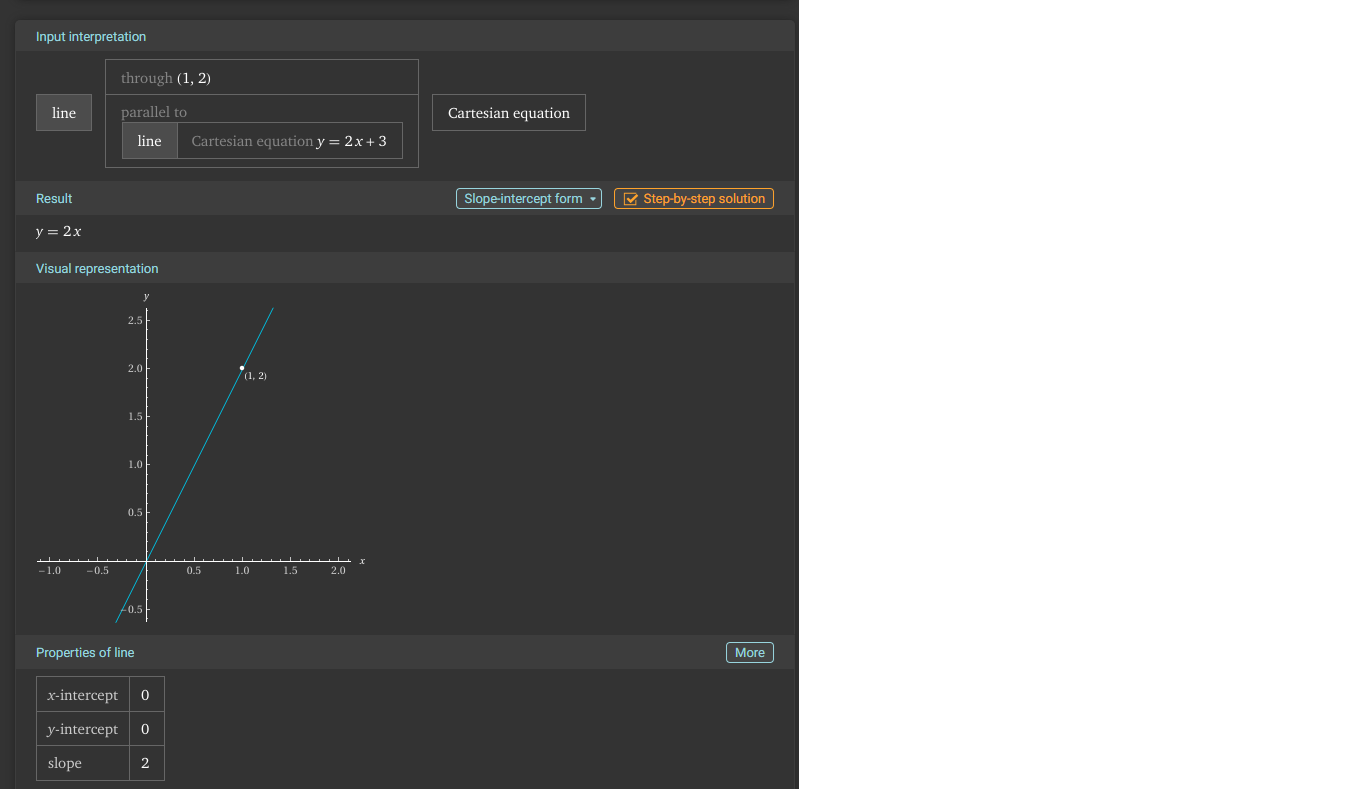 Input interpretation
line
through (1, 2)
parallel to
line Cartesian equation y = 2 x + 3
Cartesian equation
Result Slope-intercept form Step-by-step solution
y = 2 x
Visual representation
y
2.5
2.0
(1, 2)
1.5
1.0
0.5
x
−1.0 −0.5 0.5 1.0 1.5 2.0
−0.5
Properties of line More
x-intercept 0
y-intercept 0
slope 2